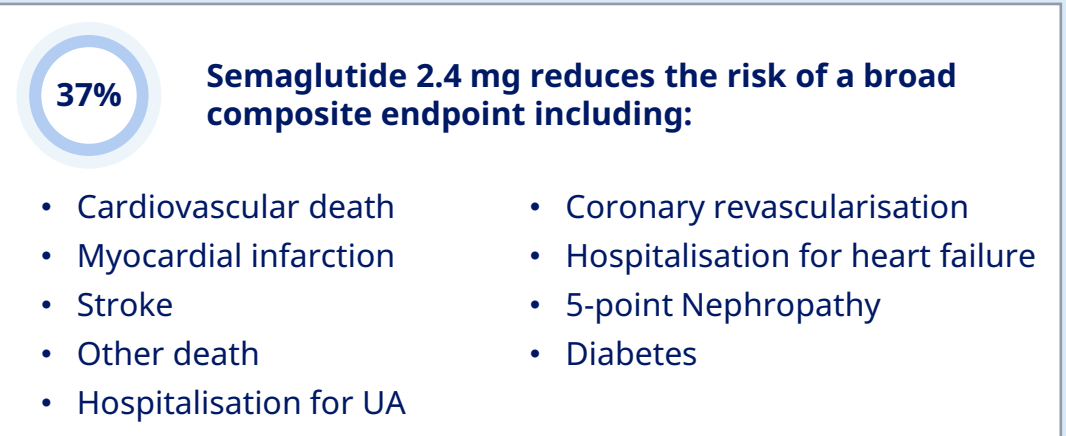 37%
Semaglutide 2.4 mg reduces the risk of a broad
composite endpoint including:
• Cardiovascular death
• Myocardial infarction
• Stroke
• Other death
• Hospitalisation for UA
• Coronary revascularisation
• Hospitalisation for heart failure
• 5-point Nephropathy
• Diabetes